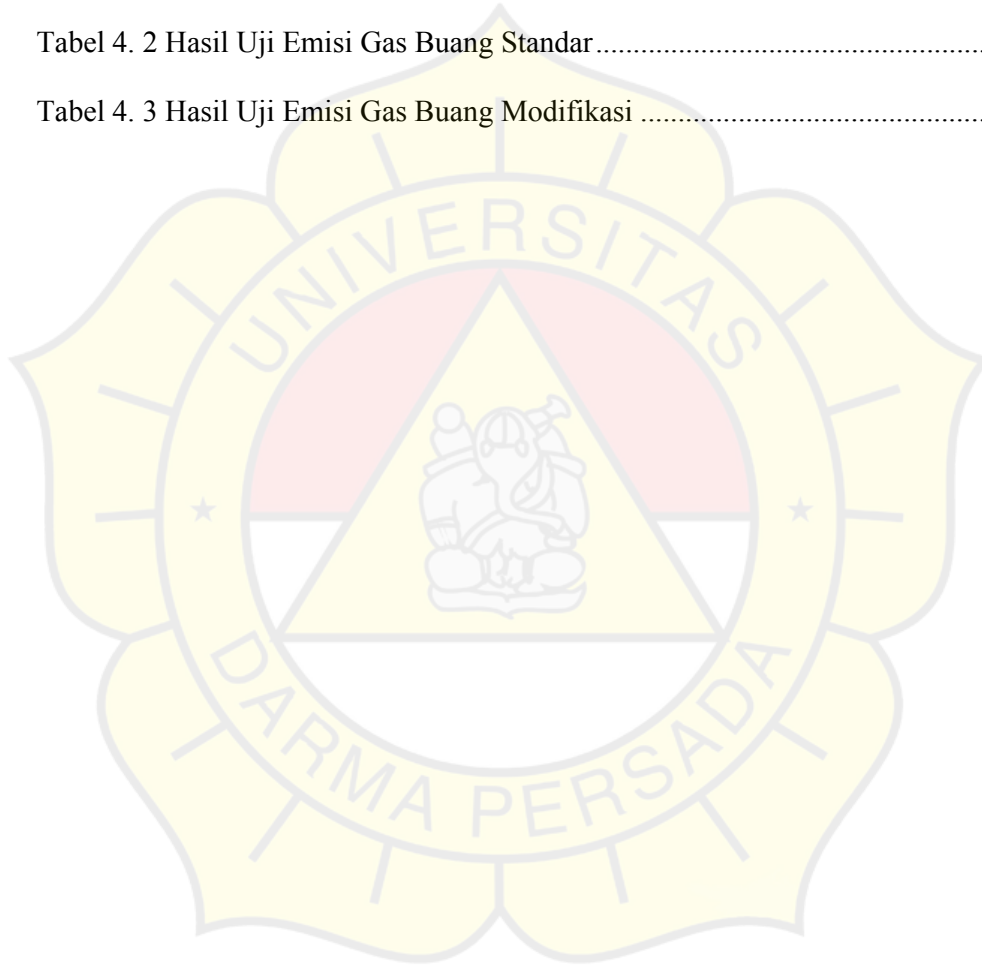 Tabel 4. 2 Hasil Uji Emisi Gas Buang Standar....................................................
Tabel 4. 3 Hasil Uji Emisi Gas Buang Modifikasi ..............................................
UNIVERSITAS
DARMA PERSADA